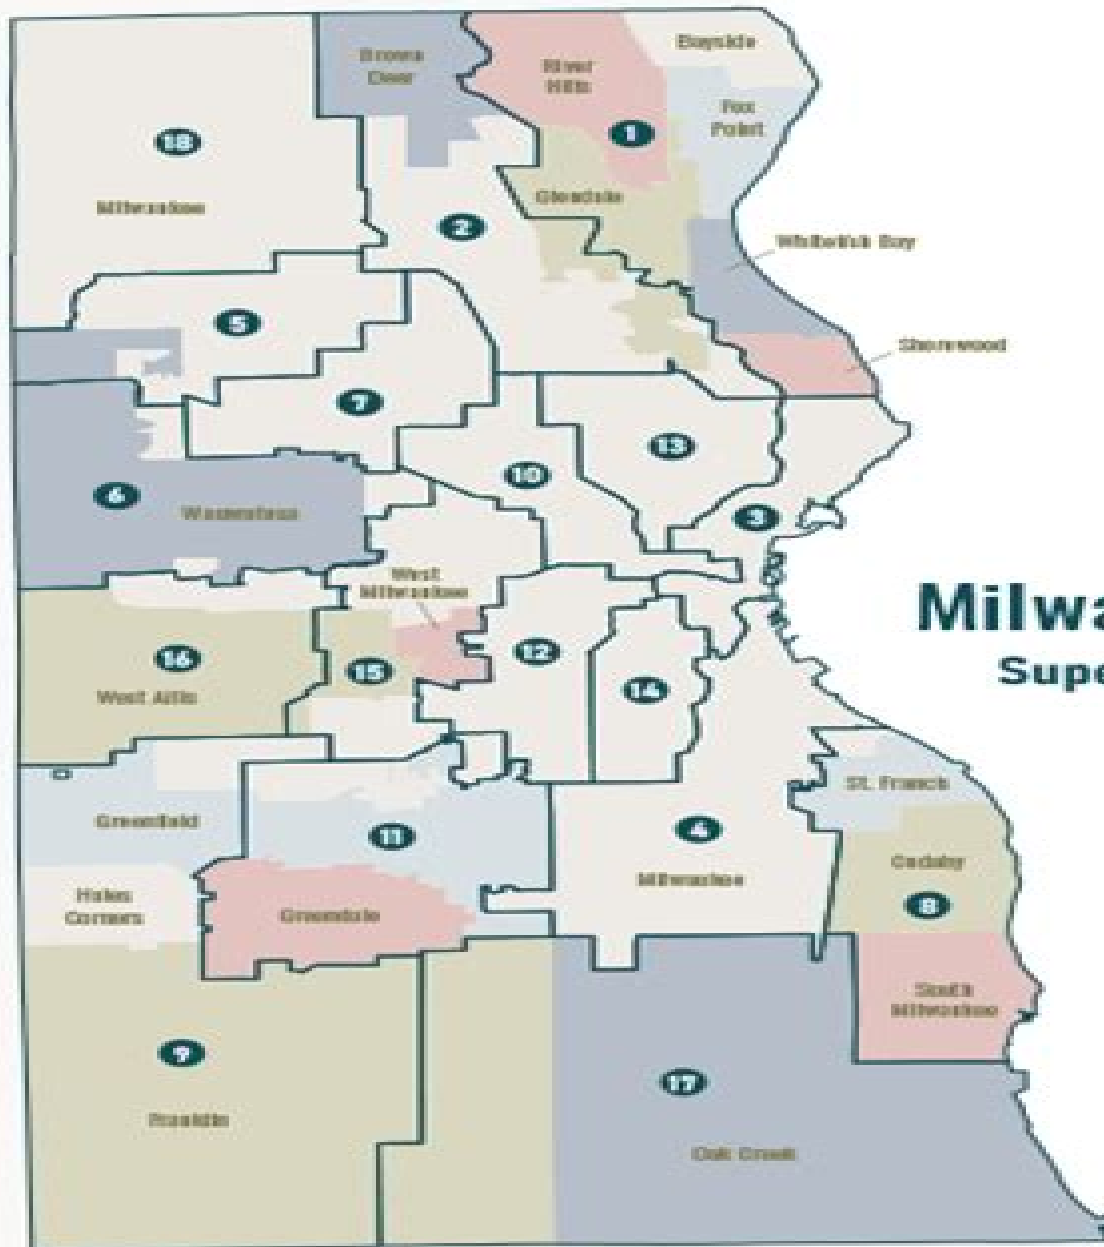 Brown
Deer
River
Hills
Bayside
Fox
Point
1
18
Milwaukee
Glendale
2
Whitefish Bay
5
Shorewood
7
13
10
6
3
Wauwatosa
West
Milwaukee
Milwa
Supe
16
15
12
14
West Allis
St. Francis
Greenfield
11
4
Milwaukee
Cudahy
8
Hales
Corners
Greendale
South
Milwaukee
9
17
Franklin
Oak Creek